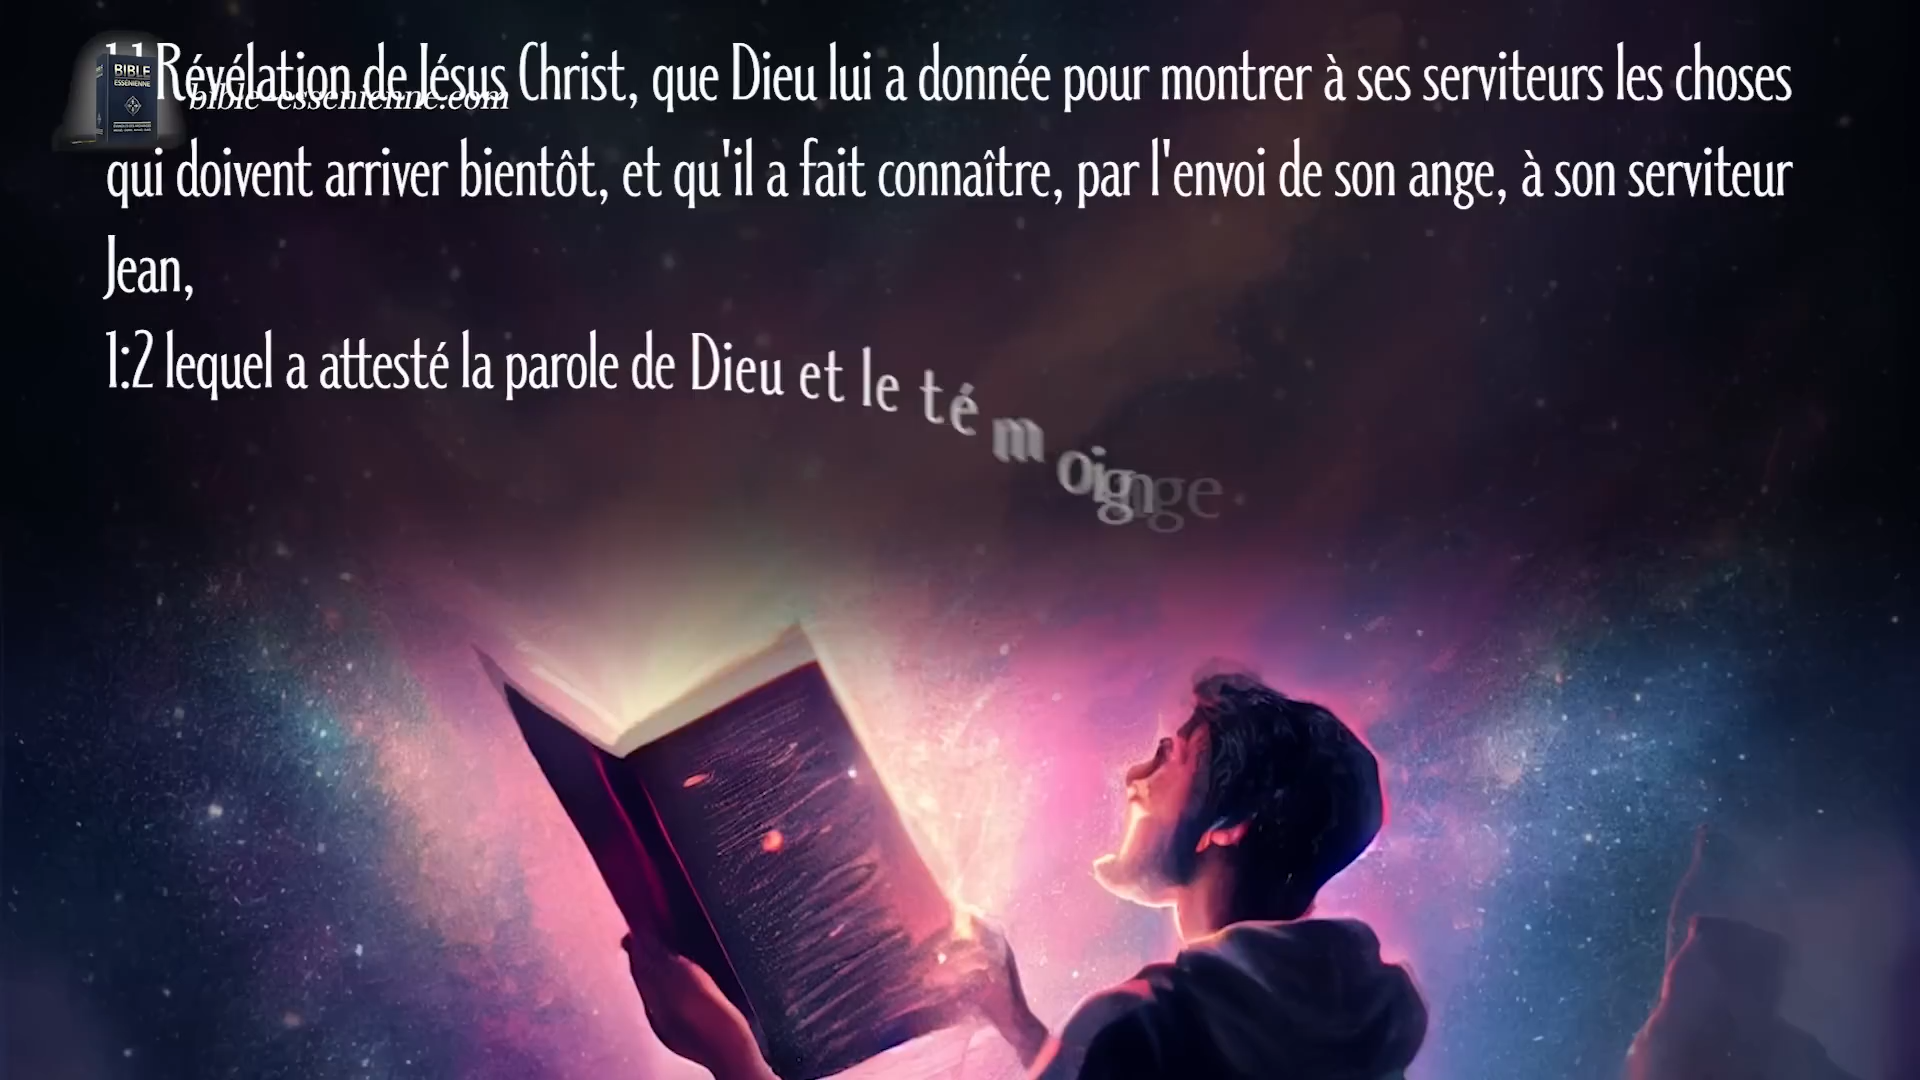 1:1 Révélation de Jésus Christ, que Dieu lui a donnée pour montrer à ses serviteurs les choses
qui doivent arriver bientôt, et qu'il a fait connaître, par l'envoi de son ange, à son serviteur
Jean,
1:2 lequel a attesté la parole de Dieu et le
bible-essenienne.com
BIBLE
ESSÉNIENNE